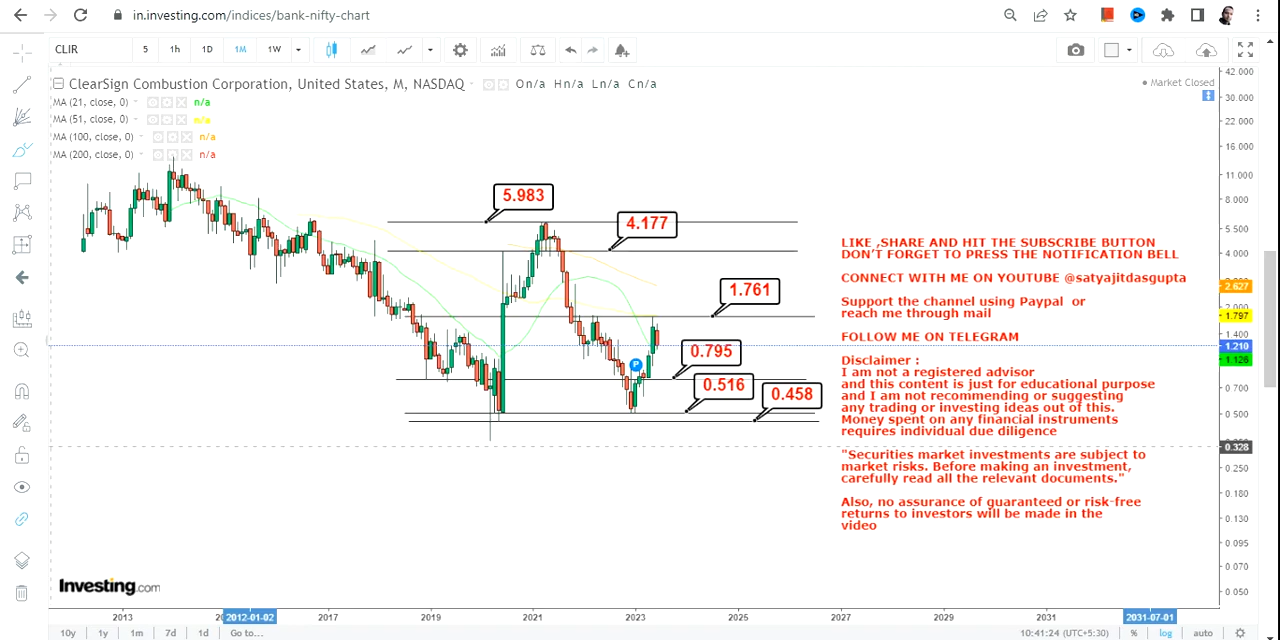 in.investing.com/indices/bank-nifty-chart
CLIR
5
1h
1D
1M
1W
ClearSign Combustion Corporation, United States, M, NASDAQ
On/a Hn/a Ln/a Cn/a
Market Closed
MA (21, close, 0)
n/a
MA (51, close, 0)
n/a
MA (100, close, 0)
n/a
MA (200, close, 0)
n/a
5.983
4.177
1.761
0.795
0.516
0.458
P
LIKE ,SHARE AND HIT THE SUBSCRIBE BUTTON
DON'T FORGET TO PRESS THE NOTIFICATION BELL
CONNECT WITH ME ON YOUTUBE @satyajitdasgupta
Support the channel using Paypal or
reach me through mail
FOLLOW ME ON TELEGRAM
Disclaimer :
I am not a registered advisor
and this content is just for educational purpose
and I am not recommending or suggesting
any trading or investing ideas out of this.
Money spent on any financial instruments
requires individual due diligence
"Securities market investments are subject to
market risks. Before making an investment,
carefully read all the relevant documents."
Also, no assurance of guaranteed or risk-free
returns to investors will be made in the
video
42.000
30.000
22.000
16.000
11.000
8.000
5.500
4.000
2.627
1.797
1.400
1.210
1.126
0.700
0.500
0.328
0.250
0.180
0.130
0.095
0.070
0.050
Investing.com
2013
2012-01-02
2017
2019
2021
2023
2025
2027
2029
2031
2031-07-01
10y
1y
1m
7d
3d
1d
Go to...
10:41:24 (UTC+5:30)
%
log
auto